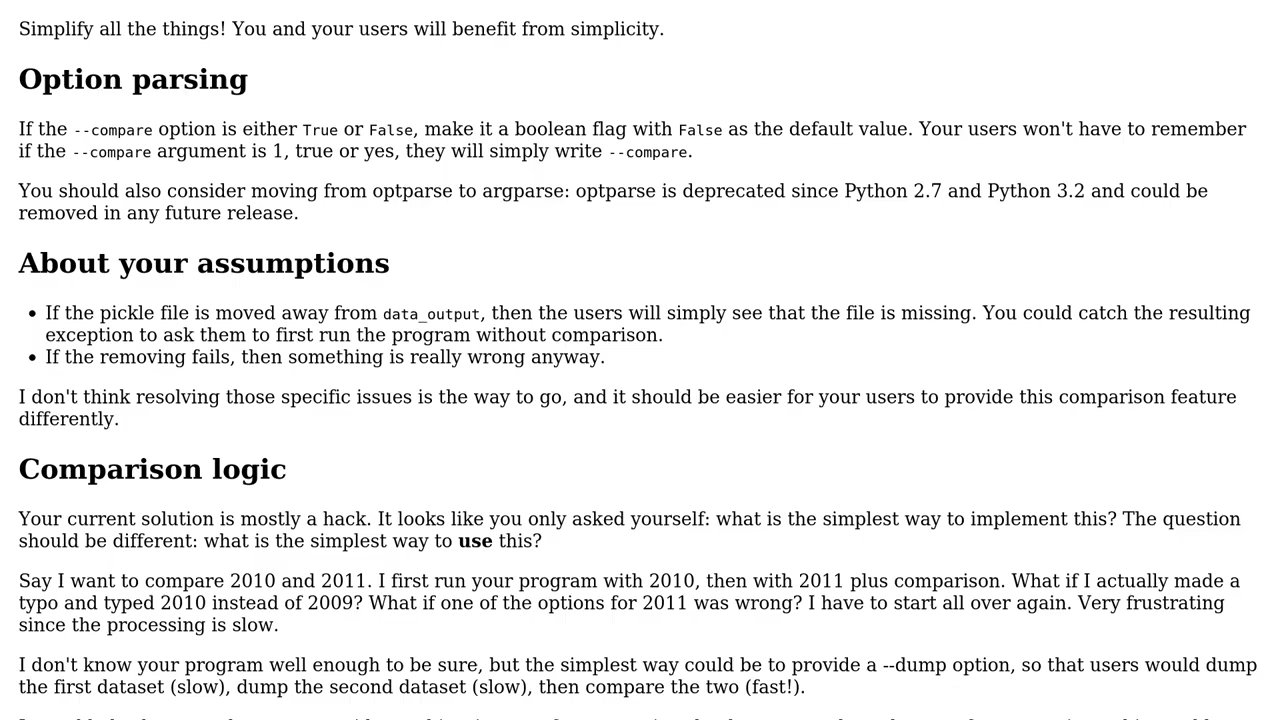 Simplify all the things! You and your users will benefit from simplicity.
Option parsing
If the --compare option is either True or False, make it a boolean flag with False as the default value. Your users won't have to remember
if the --compare argument is 1, true or yes, they will simply write --compare.
You should also consider moving from optparse to argparse: optparse is deprecated since Python 2.7 and Python 3.2 and could be
removed in any future release.
About your assumptions
• If the pickle file is moved away from data_output, then the users will simply see that the file is missing. You could catch the resulting
exception to ask them to first run the program without comparison.
• If the removing fails, then something is really wrong anyway.
I don't think resolving those specific issues is the way to go, and it should be easier for your users to provide this comparison feature
differently.
Comparison logic
Your current solution is mostly a hack. It looks like you only asked yourself: what is the simplest way to implement this? The question
should be different: what is the simplest way to use this?
Say I want to compare 2010 and 2011. I first run your program with 2010, then with 2011 plus comparison. What if I actually made a
typo and typed 2010 instead of 2009? What if one of the options for 2011 was wrong? I have to start all over again. Very frustrating
since the processing is slow.
I don't know your program well enough to be sure, but the simplest way could be to provide a --dump option, so that users would dump
the first dataset (slow), dump the second dataset (slow), then compare the two (fast!).